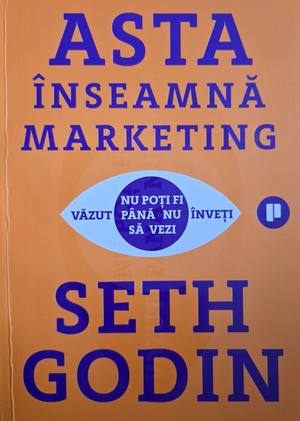 ASTA
ÎNSEAMNĂ
MARKETING
NU POȚI FI
VĂZUT PÂNĂ NU ÎNVEȚI
SĂ VEZI
P
SETH
GODIN